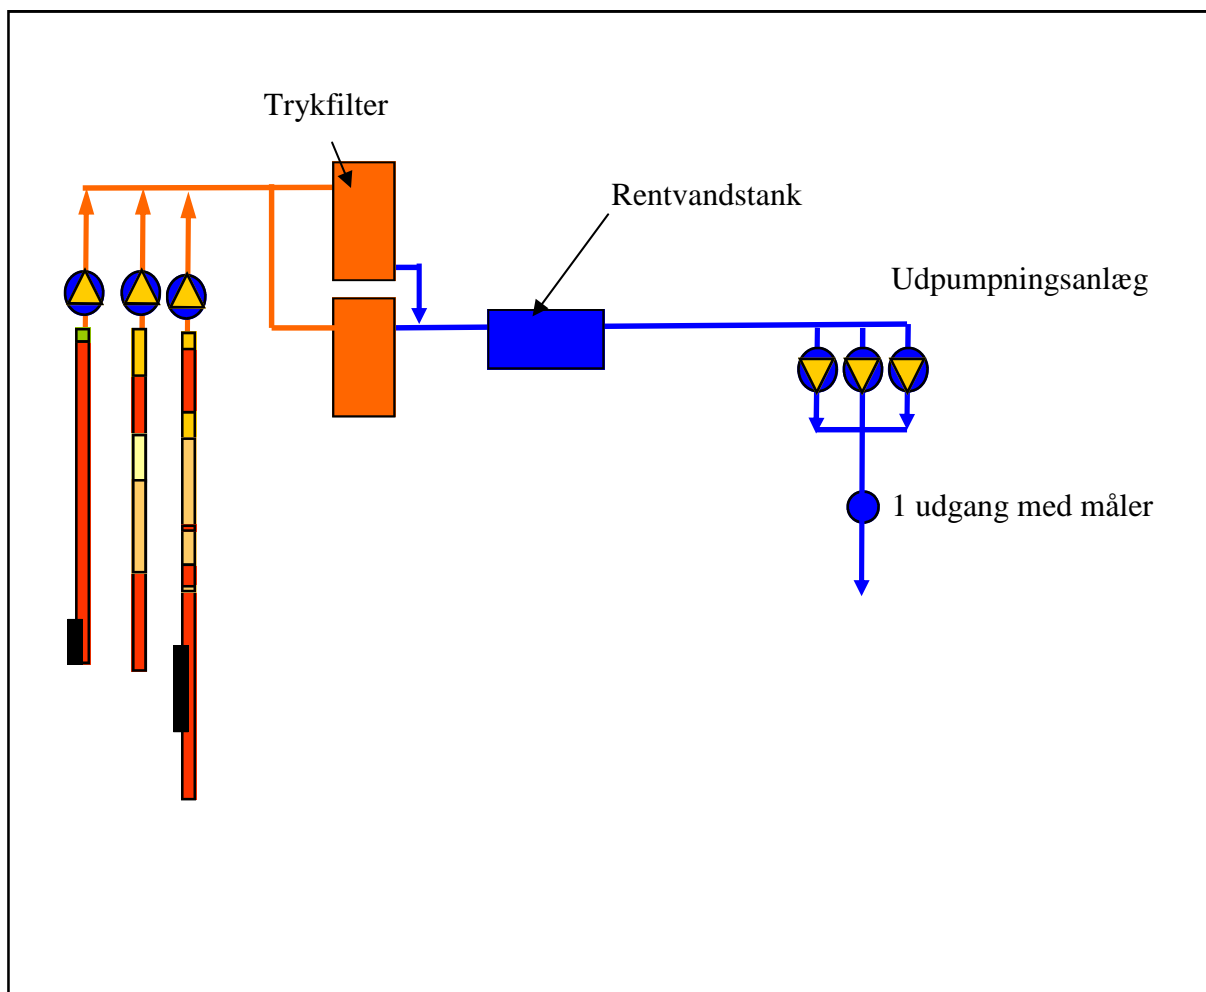 Trykfilter
Rentvandstank
Udpumpningsanlæg
1 udgang med måler